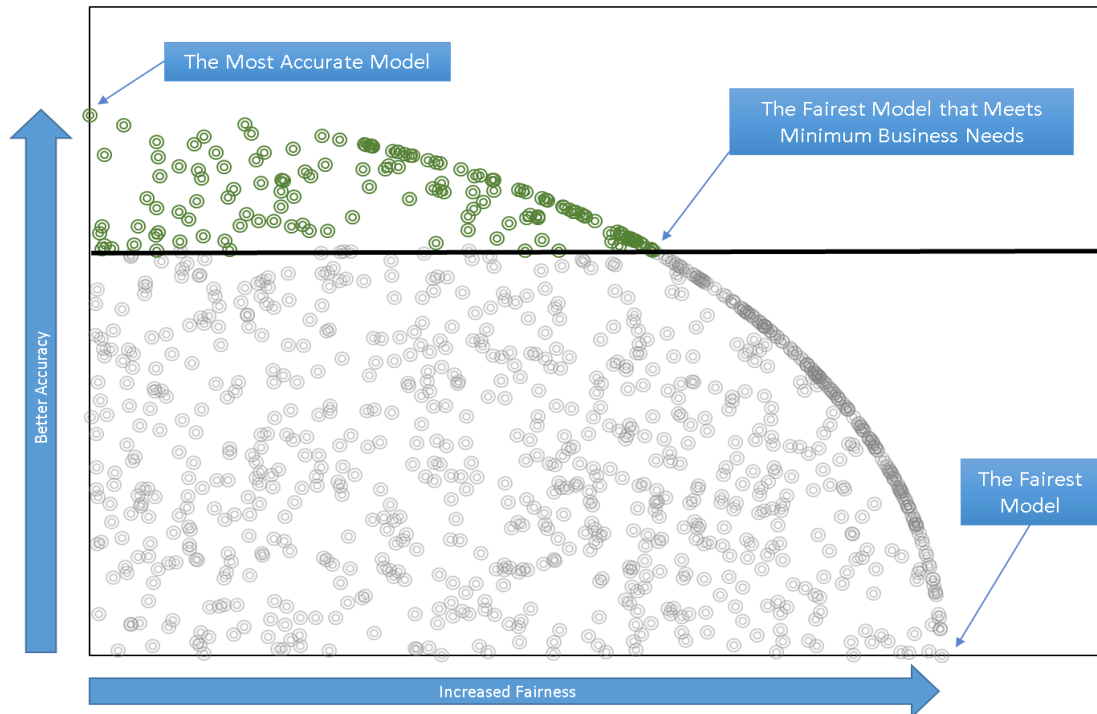 The Most Accurate Model
The Fairest Model that Meets
Minimum Business Needs
Better Accuracy
The Fairest
Model
Increased Fairness